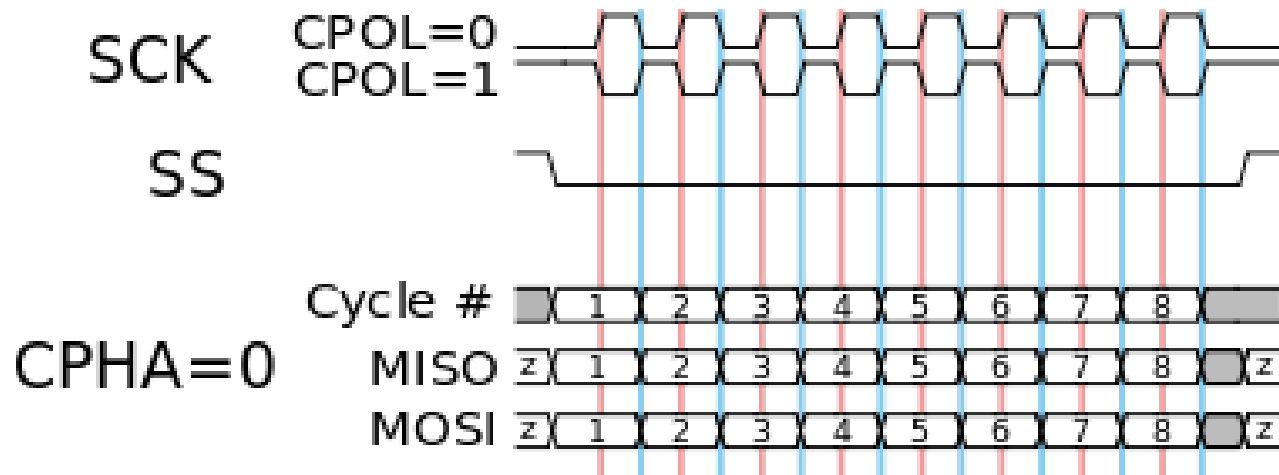 SCK CPOL=0
CPOL=1
SS
Cycle # 1 2 3 4 5 6 7 8
CPHA=0 MISO z 1 2 3 4 5 6 7 8 z
MOSI z 1 2 3 4 5 6 7 8 z